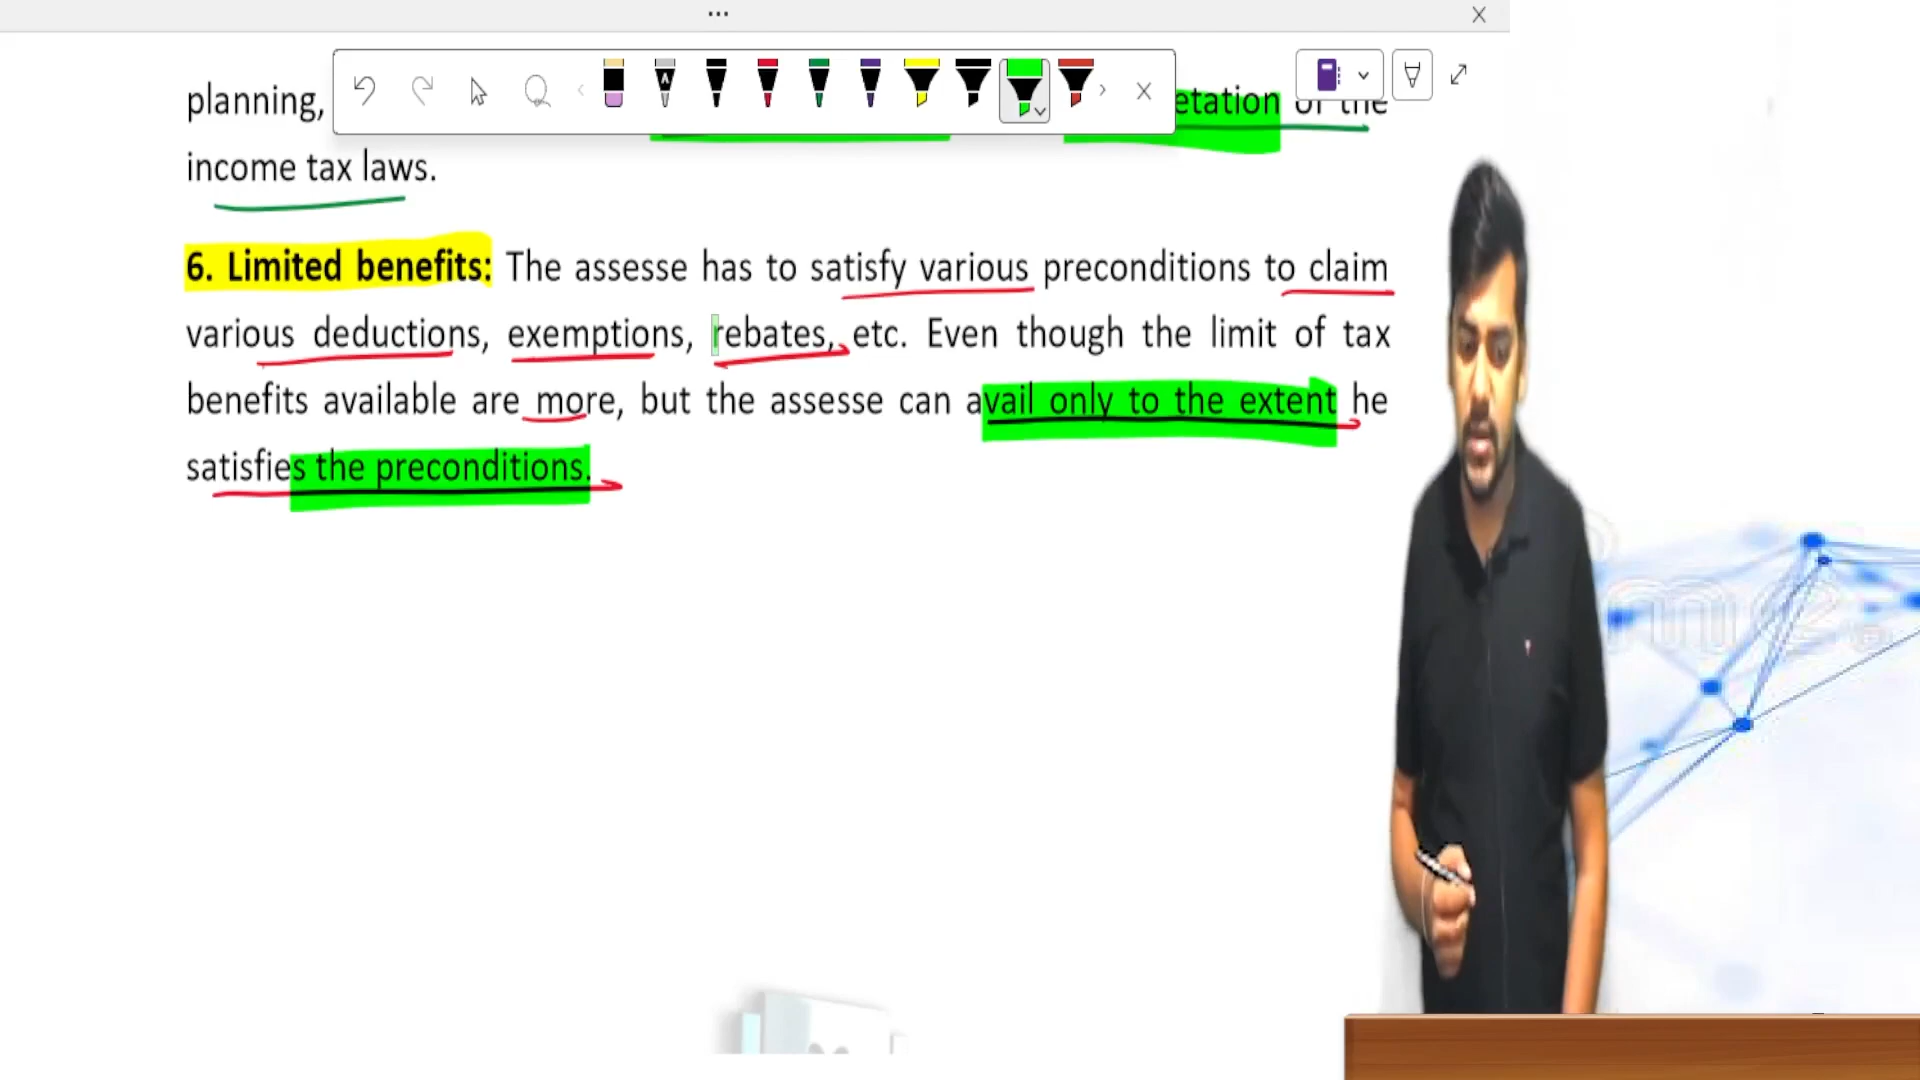 planning, etation of the
income tax laws.
6. Limited benefits: The assesse has to satisfy various preconditions to claim
various deductions, exemptions, rebates, etc. Even though the limit of tax
benefits available are more, but the assesse can avail only to the extent he
satisfies the preconditions.